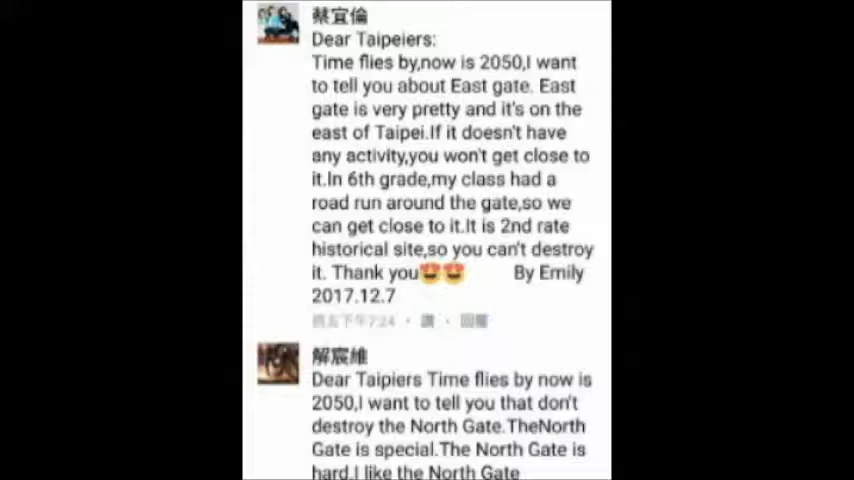 蔡宜倫
Dear Taipeiers:
Time flies by,now is 2050,I want
to tell you about East gate. East
gate is very pretty and it's on the
east of Taipei.If it doesn't have
any activity,you won't get close to
it.In 6th grade,my class had a
road run around the gate,so we
can get close to it.It is 2nd rate
historical site,so you can't destroy
it. Thank you😍😍 By Emily
2017.12.7
週五下午7:24 · 讚 · 回覆
解宸維
Dear Taipiers Time flies by now is
2050,I want to tell you that don't
destroy the North Gate.TheNorth
Gate is special.The North Gate is
hard.I like the North Gate